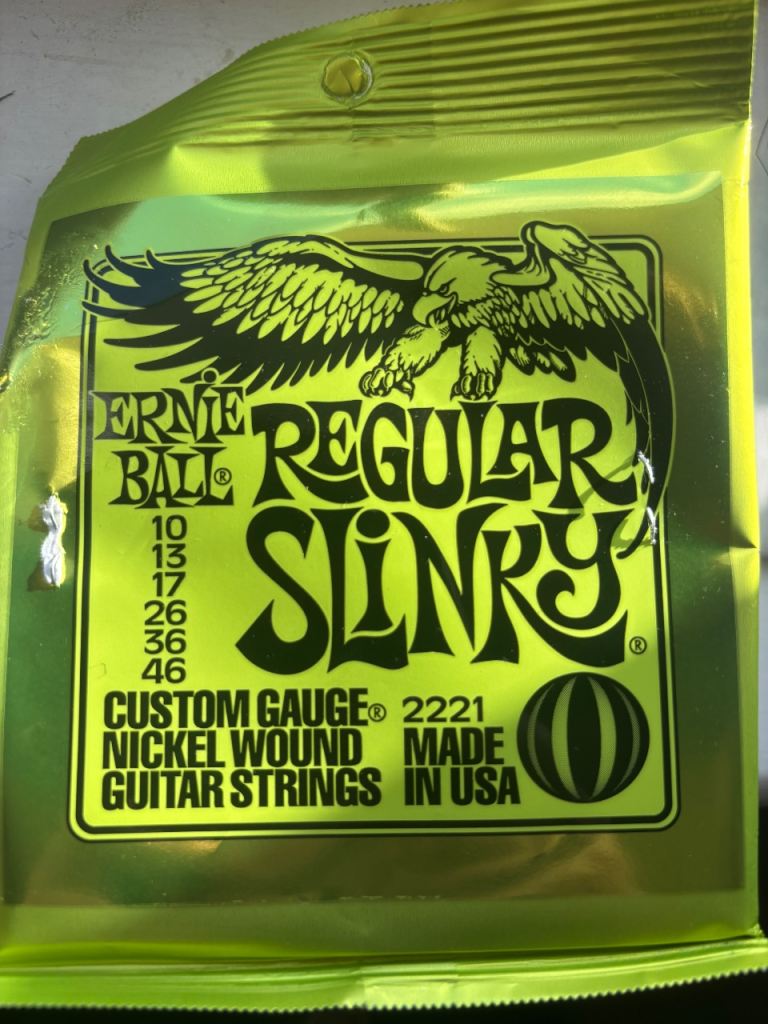 ERNIE
BALL®
REGULAR
SLINKY®
10
13
17
26
36
46
CUSTOM GAUGE®
NICKEL WOUND
GUITAR STRINGS
2221
MADE
IN USA